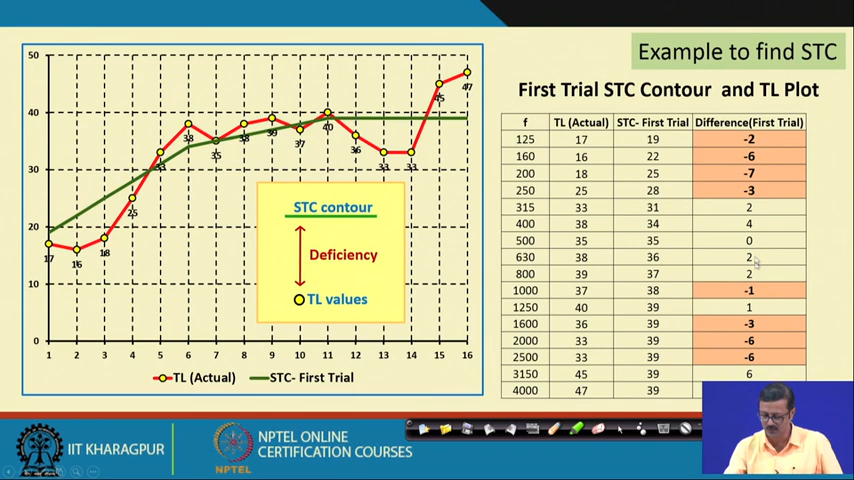 Example to find STC
First Trial STC Contour and TL Plot
50
40
30
20
10
0
1 2 3 4 5 6 7 8 9 10 11 12 13 14 15 16
17 16 18 25 33 38 35 38 39 37 40 36 33 33 45 47
STC contour
Deficiency
TL values
TL (Actual) STC- First Trial
f TL (Actual) STC- First Trial Difference(First Trial)
125 17 19 -2
160 16 22 -6
200 18 25 -7
250 25 28 -3
315 33 31 2
400 38 34 4
500 35 35 0
630 38 36 2
800 39 37 2
1000 37 38 -1
1250 40 39 1
1600 36 39 -3
2000 33 39 -6
2500 33 39 -6
3150 45 39 6
4000 47 39
IIT KHARAGPUR
NPTEL
NPTEL ONLINE
CERTIFICATION COURSES